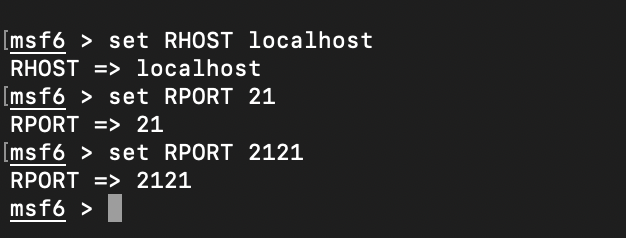 [msf6 > set RHOST localhost
RHOST => localhost
[msf6 > set RPORT 21
RPORT => 21
[msf6 > set RPORT 2121
RPORT => 2121
msf6 >